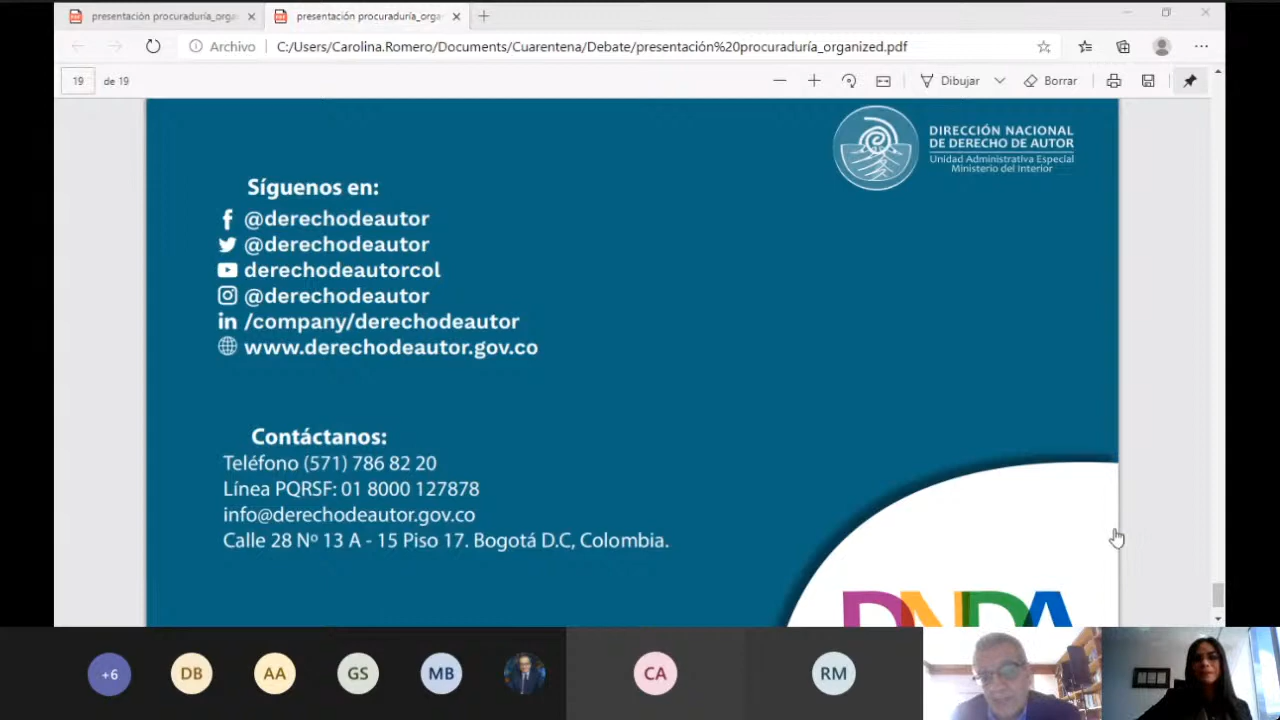 presentación procuraduría_orga
presentación procuraduría_orga
Archivo
C:/Users/Carolina.Romero/Documents/Cuarentena/Debate/presentación%20procuraduría_organized.pdf
19 de 19
Dibujar
Borrar
DIRECCIÓN NACIONAL
DE DERECHO DE AUTOR
Unidad Administrativa Especial
Ministerio del Interior
Síguenos en:
@derechodeautor
@derechodeautor
derechodeautorcol
@derechodeautor
in /company/derechodeautor
www.derechodeautor.gov.co
Contáctanos:
Teléfono (571) 786 82 20
Línea PQRSF: 01 8000 127878
info@derechodeautor.gov.co
Calle 28 Nº 13 A - 15 Piso 17. Bogotá D.C, Colombia.
DNDA
+6
DB
AA
GS
MB
CA
RM